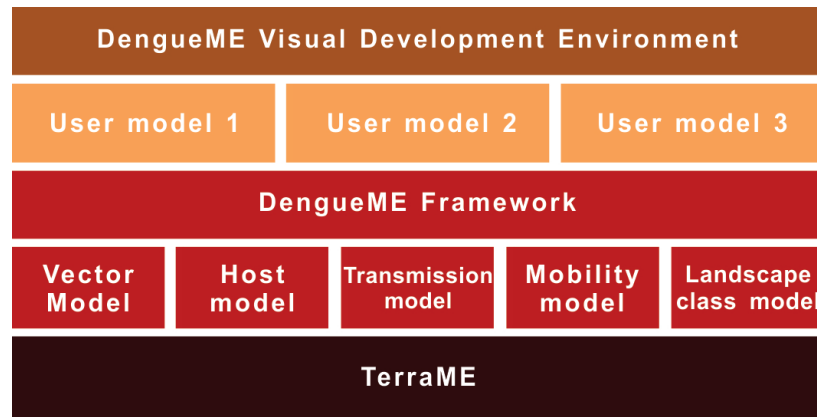 DengueME Visual Development Environment
User model 1 User model 2 User model 3
DengueME Framework
Vector Host Transmission Mobility Landscape
Model model model model class model
TerraME